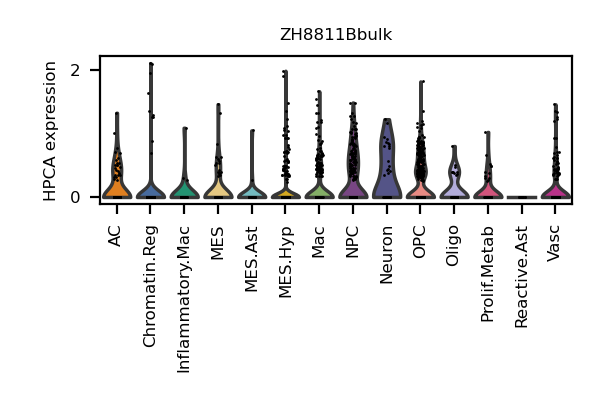 ZH8811Bbulk
HPCA expression
2
0
AC
Chromatin.Reg
Inflammatory.Mac
MES
MES.Ast
MES.Hyp
Mac
NPC
Neuron
OPC
Oligo
Prolif.Metab
Reactive.Ast
Vasc